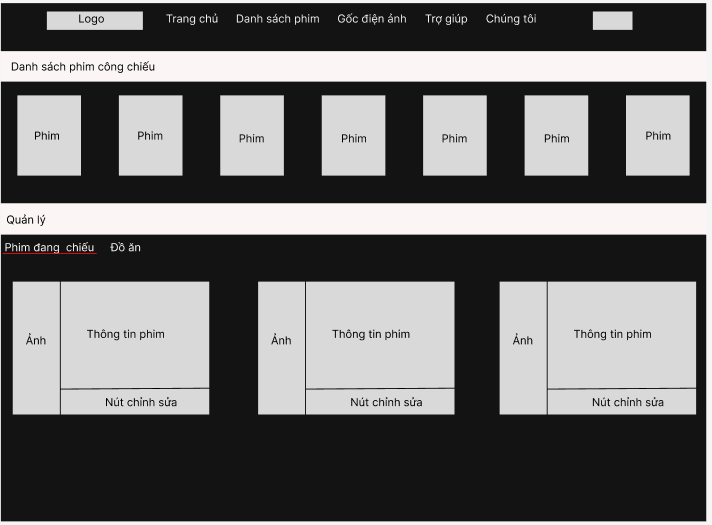 Logo Trang chủ Danh sách phim Gốc điện ảnh Trợ giúp Chúng tôi
Danh sách phim công chiếu
Phim Phim Phim Phim Phim Phim Phim
Quản lý
Phim đang chiếu Đồ ăn
Ảnh Thông tin phim Ảnh Thông tin phim Ảnh Thông tin phim
Nút chỉnh sửa Nút chỉnh sửa Nút chỉnh sửa